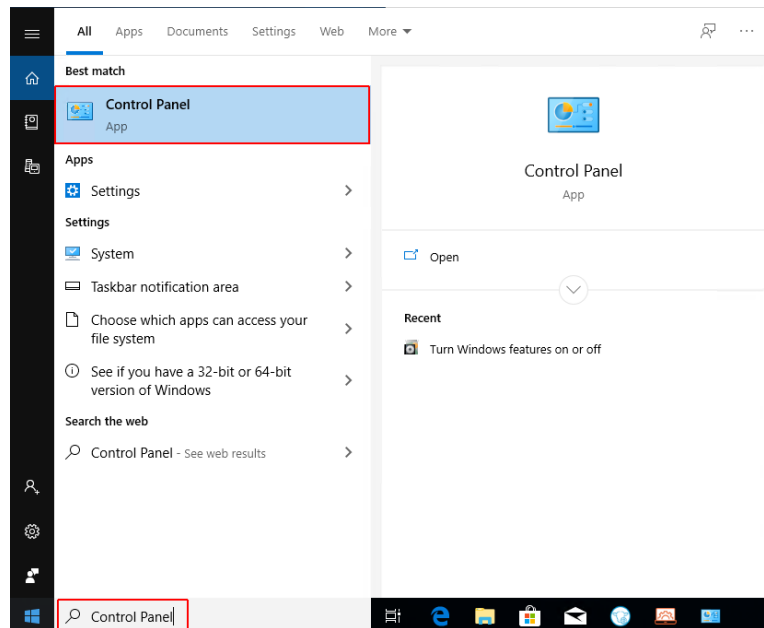 All Apps Documents Settings Web More
Best match
Control Panel
App
Apps
Settings
Settings
System
Taskbar notification area
Choose which apps can access your
file system
See if you have a 32-bit or 64-bit
version of Windows
Search the web
Control Panel - See web results
Control Panel
Control Panel
App
Open
Recent
Turn Windows features on or off